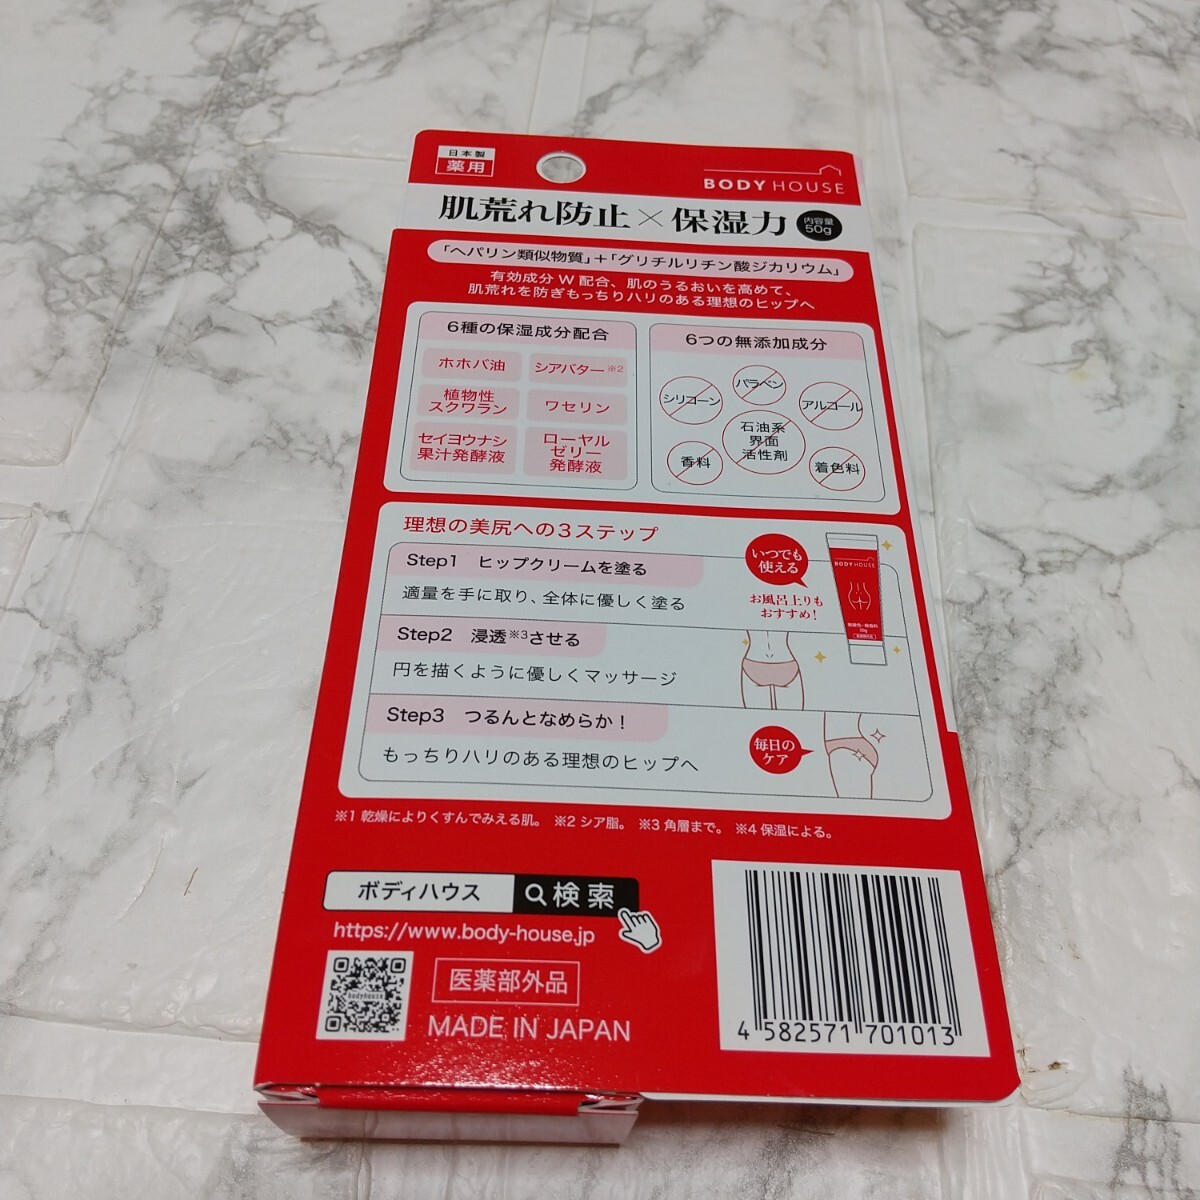 日本製
薬用
BODY HOUSE
肌荒れ防止×保湿力
内容量
50g
「ヘパリン類似物質」+「グリチルリチン酸ジカリウム」
有効成分W配合、肌のうるおいを高めて、
肌荒れを防ぎもっちりハリのある理想のヒップへ
6種の保湿成分配合
ホホバ油
シアバター※2
植物性
スクワラン
ワセリン
セイヨウナシ
果汁発酵液
ローヤル
ゼリー
発酵液
6つの無添加成分
シリコーン
パラベン
アルコール
石油系
界面
活性剤
香料
着色料
理想の美尻への3ステップ
Step1 ヒップクリームを塗る
適量を手に取り、全体に優しく塗る
いつでも
使える
お風呂上りも
おすすめ!
BODY HOUSE
50g
Step2 浸透※3させる
円を描くように優しくマッサージ
Step3 つるんとなめらか!
もっちりハリのある理想のヒップへ
毎日の
ケア
※1 乾燥によりくすんでみえる肌。 ※2 シア脂。 ※3 角層まで。 ※4 保湿による。
ボディハウス 検索
https://www.body-house.jp
bodyhouse
医薬部外品
MADE IN JAPAN
4 582571 701013